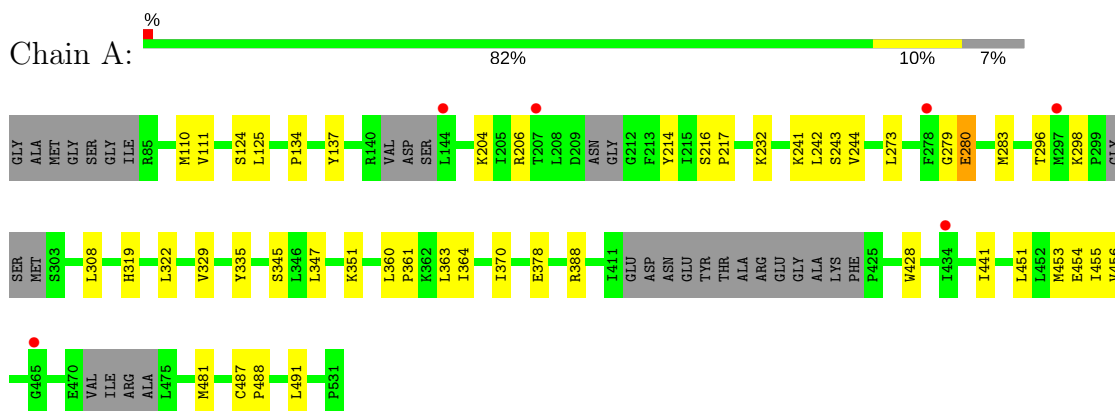 %
Chain A:
82% 10% 7%
GLY ALA MET GLY SER GLY ILE R85 M110 V111 S124 L125 P134 Y137 R140 VAL ASP SER L144 K204 I205 R206 T207 L208 D209 ASN GLY G212 F213 Y214 I215 S216 P217 K232 K241 L242 S243 V244 L273 F278 G279 E280 M283 T296 M297 K298 P299 GLY
SER MET S303 L308 H319 L322 V329 Y335 S345 L346 L347 K351 L360 P361 K362 L363 I364 I370 E378 R388 I411 GLU ASP ASN GLU TYR THR ALA ARG GLU GLY ALA LYS PHE P425 W428 I434 I441 L451 L452 M453 E454 I455 V456
G465 E470 VAL ILE ARG ALA L475 M481 C487 P488 L491 P531